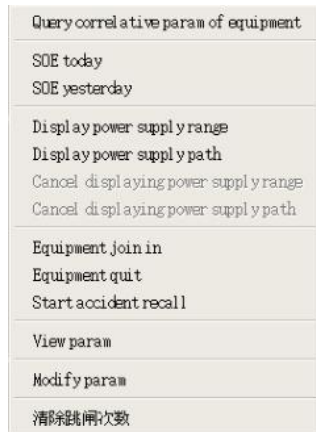 Query correlative param of equipment
SOE today
SOE yesterday
Display power supply range
Display power supply path
Cancel displaying power supply range
Cancel displaying power supply path
Equipment join in
Equipment quit
Start accident recall
View param
Modify param
清除跳闸次数